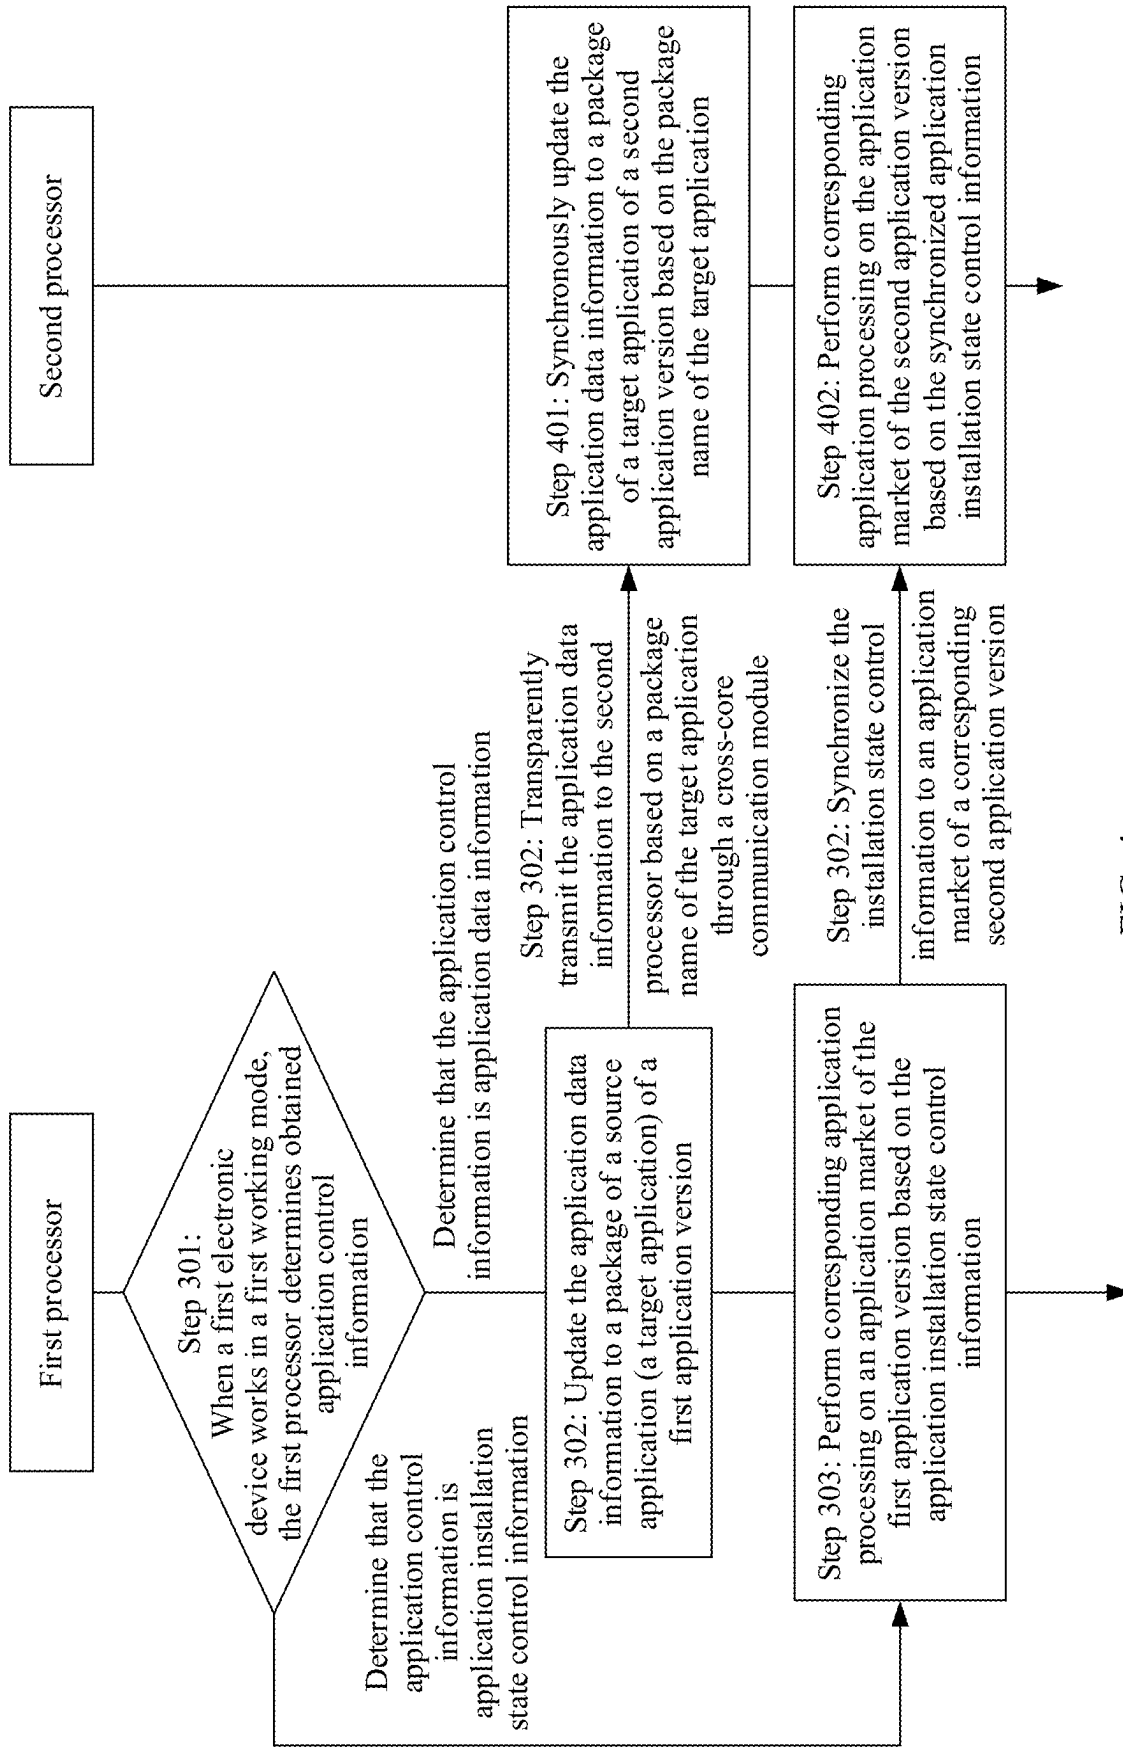 First processor
Second processor
Step 301:
When a first electronic
device works in a first working mode,
the first processor determines obtained
application control
information
Determine that the
application control
information is
application installation
state control information
Determine that the application control
information is application data information
Step 302: Update the application data
information to a package of a source
application (a target application) of a
first application version
Step 302: Transparently
transmit the application data
information to the second
processor based on a package
name of the target application
through a cross-core
communication module
Step 401: Synchronously update the
application data information to a package
of a target application of a second
application version based on the package
name of the target application
Step 303: Perform corresponding application
processing on an application market of the
first application version based on the
application installation state control
information
Step 302: Synchronize the
installation state control
information to an application
market of a corresponding
second application version
Step 402: Perform corresponding
application processing on the application
market of the second application version
based on the synchronized application
installation state control information